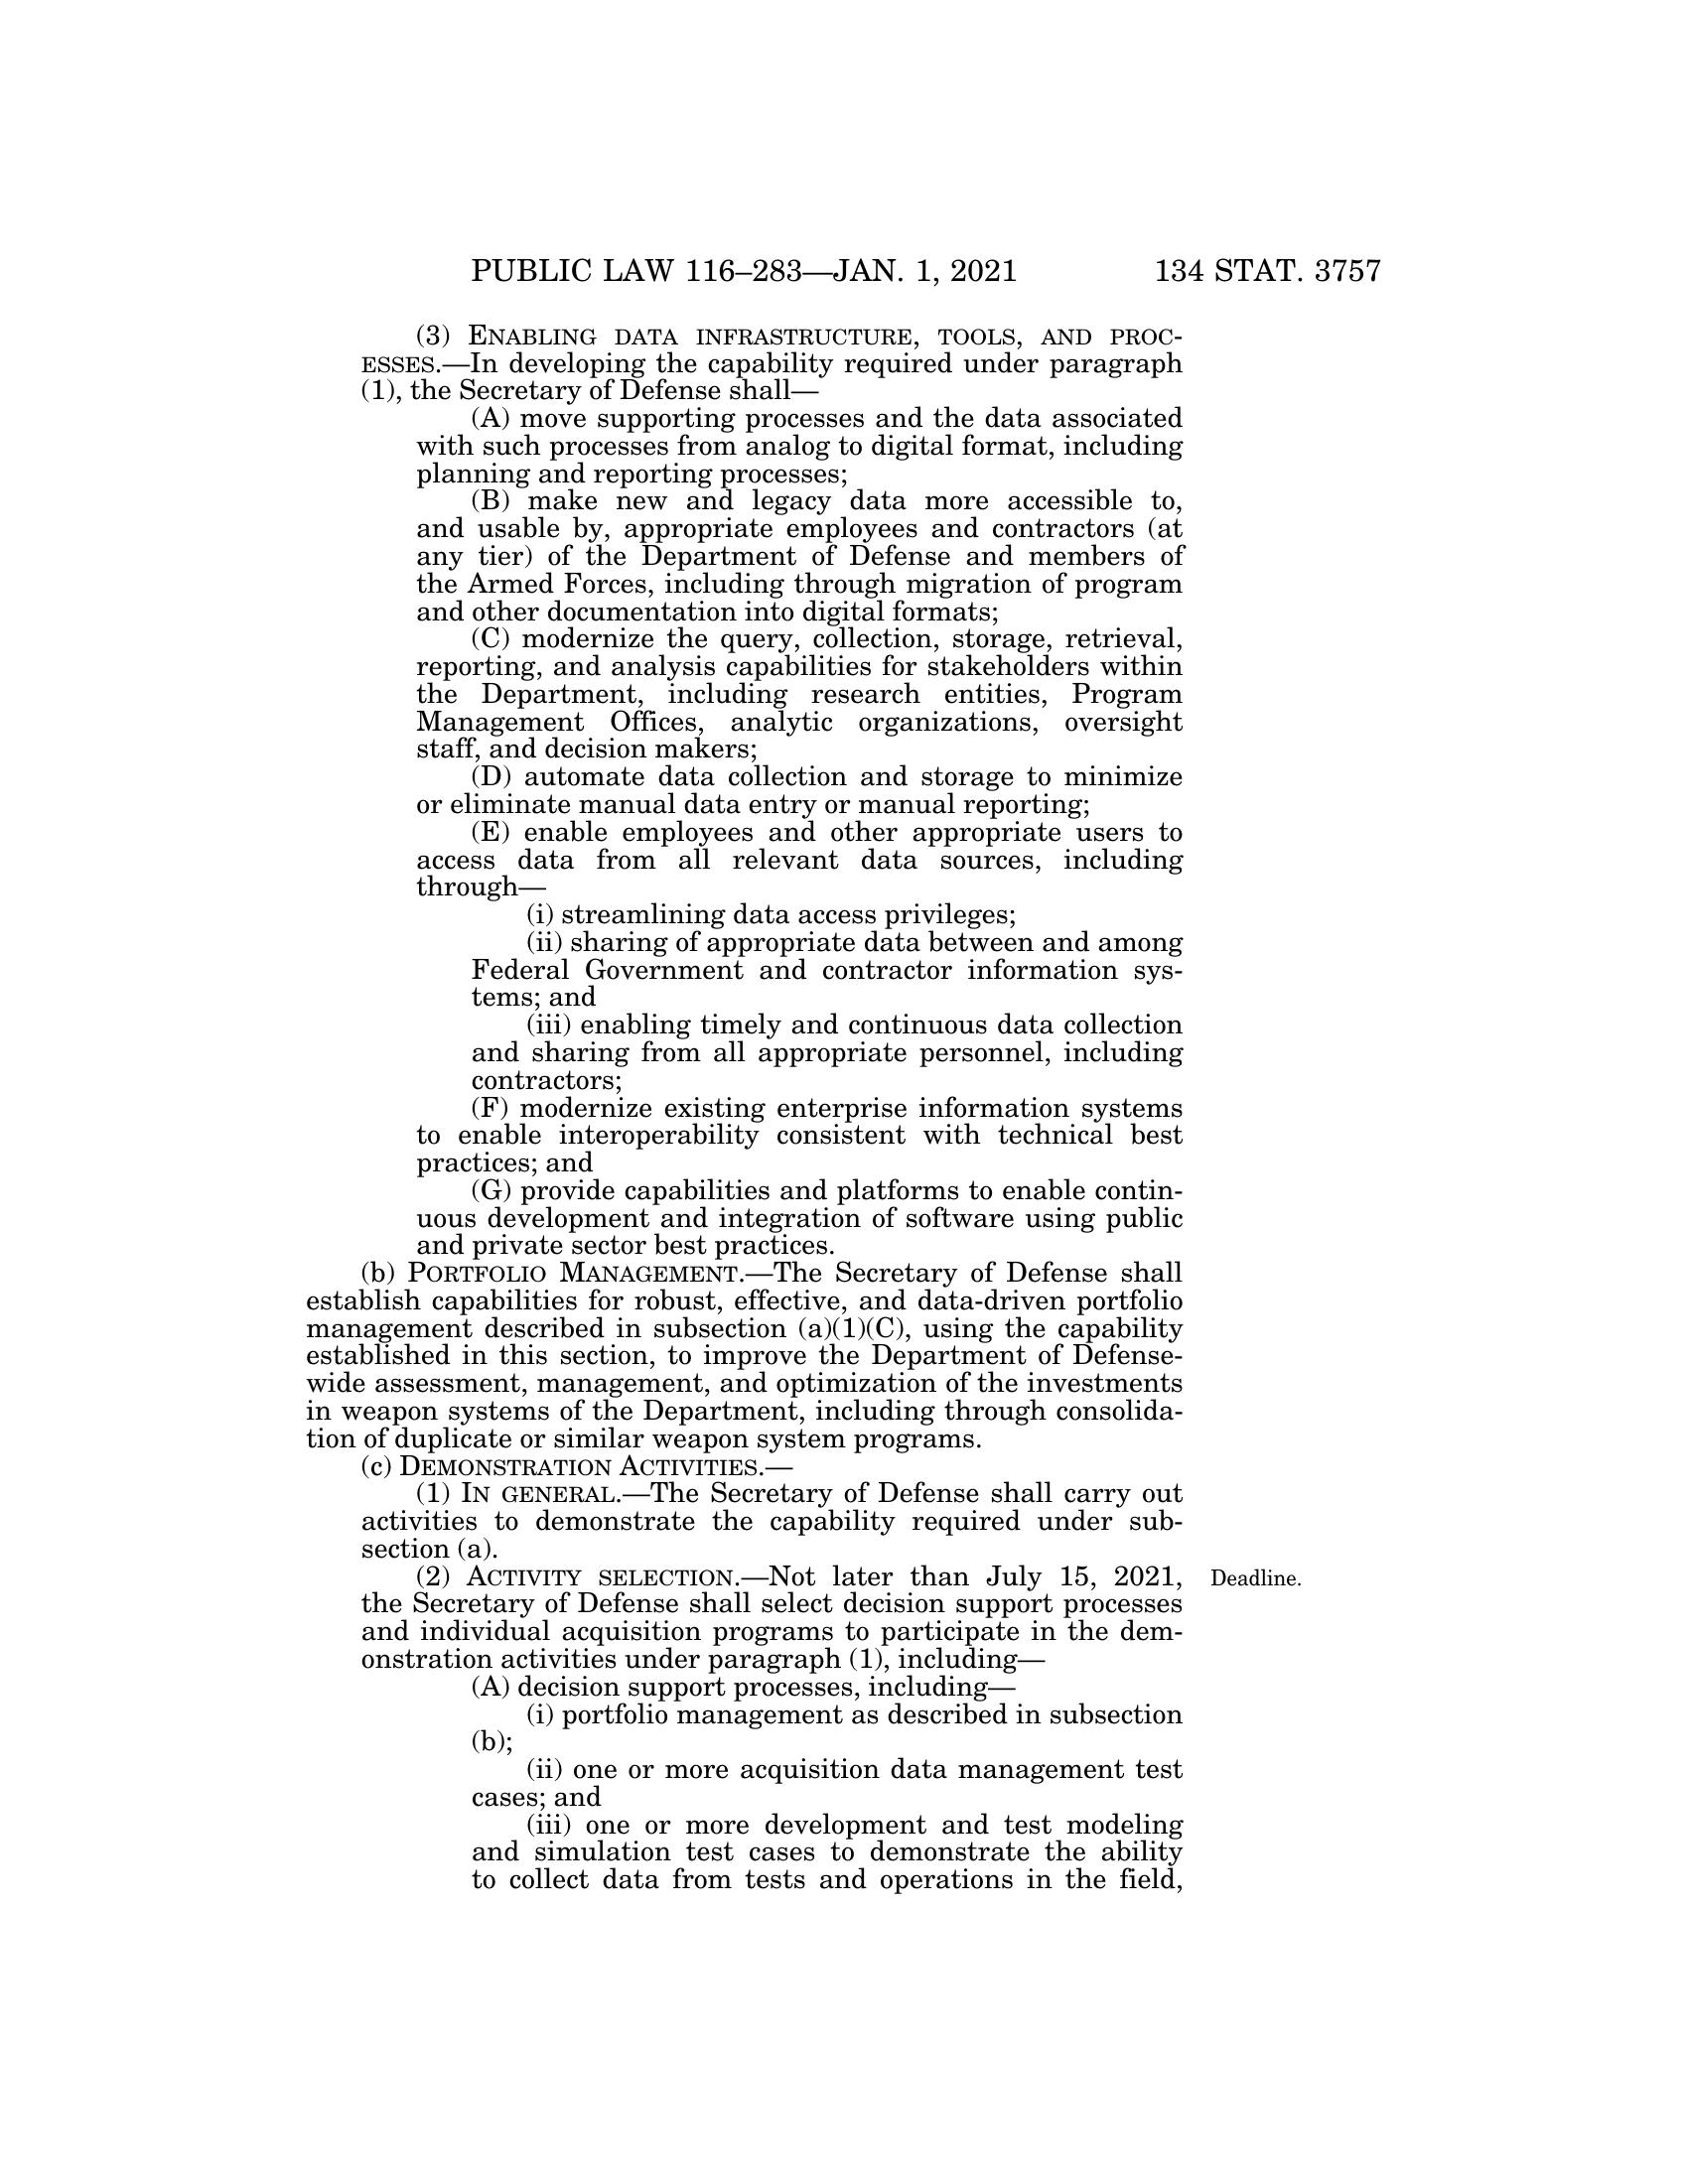 PUBLIC LAW 116–283—JAN. 1, 2021 134 STAT. 3757
(3) ENABLING DATA INFRASTRUCTURE, TOOLS, AND PROC-
ESSES.—In developing the capability required under paragraph
(1), the Secretary of Defense shall—
(A) move supporting processes and the data associated
with such processes from analog to digital format, including
planning and reporting processes;
(B) make new and legacy data more accessible to,
and usable by, appropriate employees and contractors (at
any tier) of the Department of Defense and members of
the Armed Forces, including through migration of program
and other documentation into digital formats;
(C) modernize the query, collection, storage, retrieval,
reporting, and analysis capabilities for stakeholders within
the Department, including research entities, Program
Management Offices, analytic organizations, oversight
staff, and decision makers;
(D) automate data collection and storage to minimize
or eliminate manual data entry or manual reporting;
(E) enable employees and other appropriate users to
access data from all relevant data sources, including
through—
(i) streamlining data access privileges;
(ii) sharing of appropriate data between and among
Federal Government and contractor information sys-
tems; and
(iii) enabling timely and continuous data collection
and sharing from all appropriate personnel, including
contractors;
(F) modernize existing enterprise information systems
to enable interoperability consistent with technical best
practices; and
(G) provide capabilities and platforms to enable contin-
uous development and integration of software using public
and private sector best practices.
(b) PORTFOLIO MANAGEMENT.—The Secretary of Defense shall
establish capabilities for robust, effective, and data-driven portfolio
management described in subsection (a)(1)(C), using the capability
established in this section, to improve the Department of Defense-
wide assessment, management, and optimization of the investments
in weapon systems of the Department, including through consolida-
tion of duplicate or similar weapon system programs.
(c) DEMONSTRATION ACTIVITIES.—
(1) IN GENERAL.—The Secretary of Defense shall carry out
activities to demonstrate the capability required under sub-
section (a).
(2) ACTIVITY SELECTION.—Not later than July 15, 2021, Deadline.
the Secretary of Defense shall select decision support processes
and individual acquisition programs to participate in the dem-
onstration activities under paragraph (1), including—
(A) decision support processes, including—
(i) portfolio management as described in subsection
(b);
(ii) one or more acquisition data management test
cases; and
(iii) one or more development and test modeling
and simulation test cases to demonstrate the ability
to collect data from tests and operations in the field,